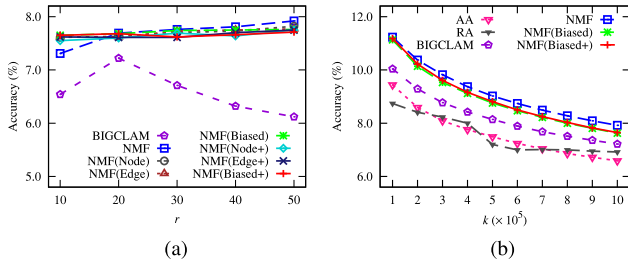 8.0
7.0
6.0
5.0
Accuracy (%)
BIGCLAM
NMF
NMF(Node)
NMF(Edge)
NMF(Biased)
NMF(Node+)
NMF(Edge+)
NMF(Biased+)
10 20 30 40 50
r
(a)
12.0
10.0
8.0
6.0
Accuracy (%)
AA
RA
BIGCLAM
NMF
NMF(Biased)
NMF(Biased+)
1 2 3 4 5 6 7 8 9 10
k (× 10⁵)
(b)